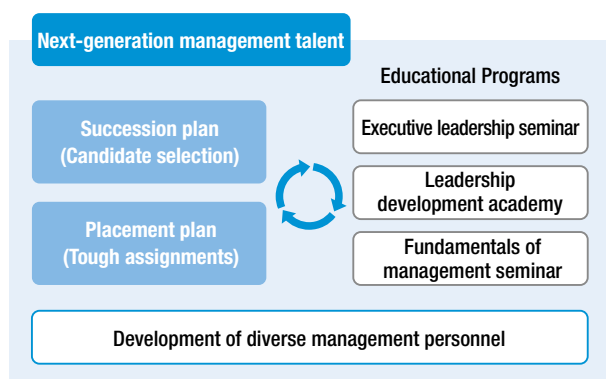 Next-generation management talent
Succession plan
(Candidate selection)
Placement plan
(Tough assignments)
Educational Programs
Executive leadership seminar
Leadership
development academy
Fundamentals of
management seminar
Development of diverse management personnel